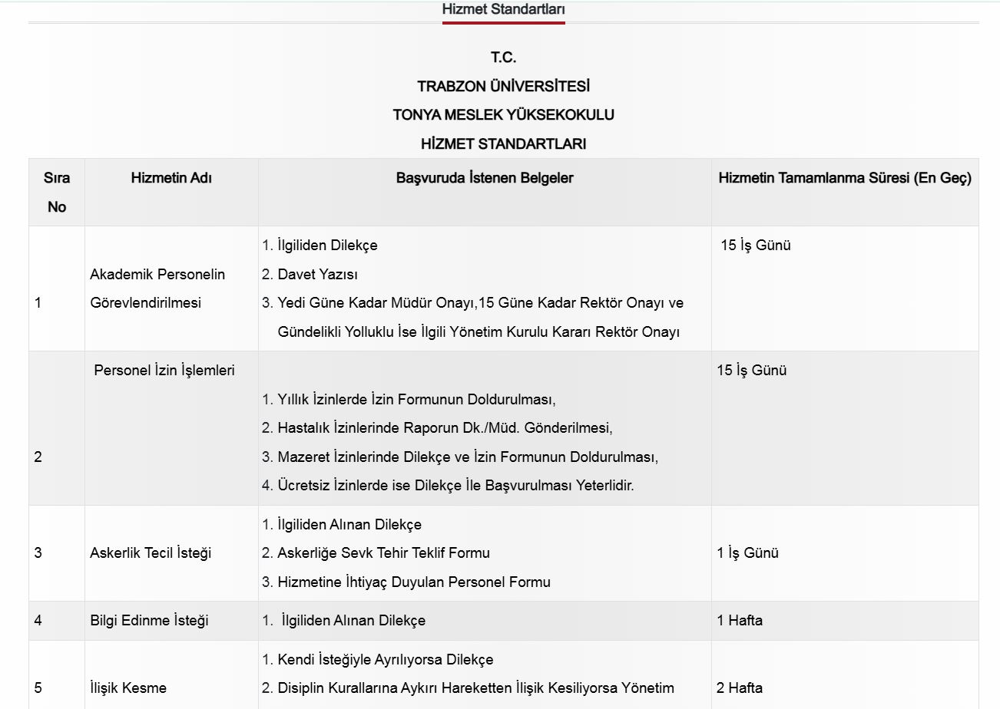 Hizmet Standartları
T.C.
TRABZON ÜNİVERSİTESİ
TONYA MESLEK YÜKSEKOKULU
HİZMET STANDARTLARI
Sıra No
Hizmetin Adı
Başvuruda İstenen Belgeler
Hizmetin Tamamlanma Süresi (En Geç)
1
Akademik Personelin
Görevlendirilmesi
1. İlgiliden Dilekçe
2. Davet Yazısı
3. Yedi Güne Kadar Müdür Onayı,15 Güne Kadar Rektör Onayı ve
Gündelikli Yolluklu İse İlgili Yönetim Kurulu Kararı Rektör Onayı
15 İş Günü
2
Personel İzin İşlemleri
1. Yıllık İzinlerde İzin Formunun Doldurulması,
2. Hastalık İzinlerinde Raporun Dk./Müd. Gönderilmesi,
3. Mazeret İzinlerinde Dilekçe ve İzin Formunun Doldurulması,
4. Ücretsiz İzinlerde ise Dilekçe İle Başvurulması Yeterlidir.
15 İş Günü
3
Askerlik Tecil İsteği
1. İlgiliden Alınan Dilekçe
2. Askerliğe Sevk Tehir Teklif Formu
3. Hizmetine İhtiyaç Duyulan Personel Formu
1 İş Günü
4
Bilgi Edinme İsteği
1. İlgiliden Alınan Dilekçe
1 Hafta
5
İlişik Kesme
1. Kendi İsteğiyle Ayrılıyorsa Dilekçe
2. Disiplin Kurallarına Aykırı Hareketten İlişik Kesiliyorsa Yönetim
2 Hafta